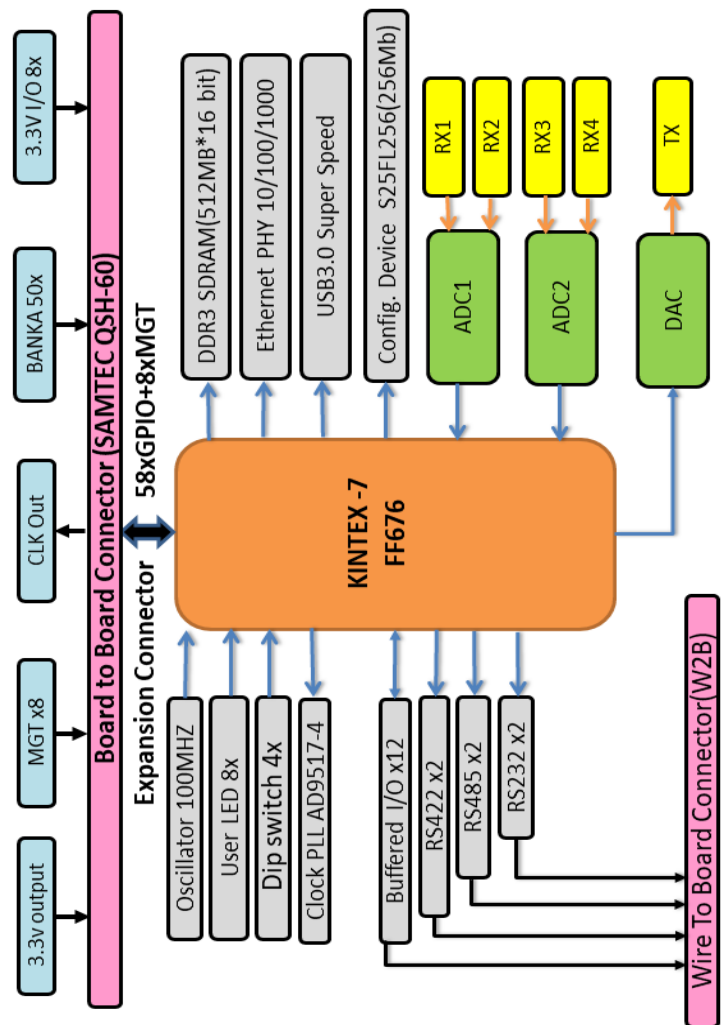 3.3v output
MGT x8
CLK Out
BANKA 50x
3.3V I/O 8x
Board to Board Connector (SAMTEC QSH-60)
Expansion Connector
58xGPIO+8xMGT
Oscillator 100MHZ
User LED 8x
Dip switch 4x
Clock PLL AD9517-4
Buffered I/O x12
RS422 x2
RS485 x2
RS232 x2
KINTEX -7
FF676
DDR3 SDRAM(512MB*16 bit)
Ethernet PHY 10/100/1000
USB3.0 Super Speed
Config. Device S25FL256(256Mb)
ADC1
RX1
RX2
ADC2
RX3
RX4
DAC
TX
Wire To Board Connector(W2B)